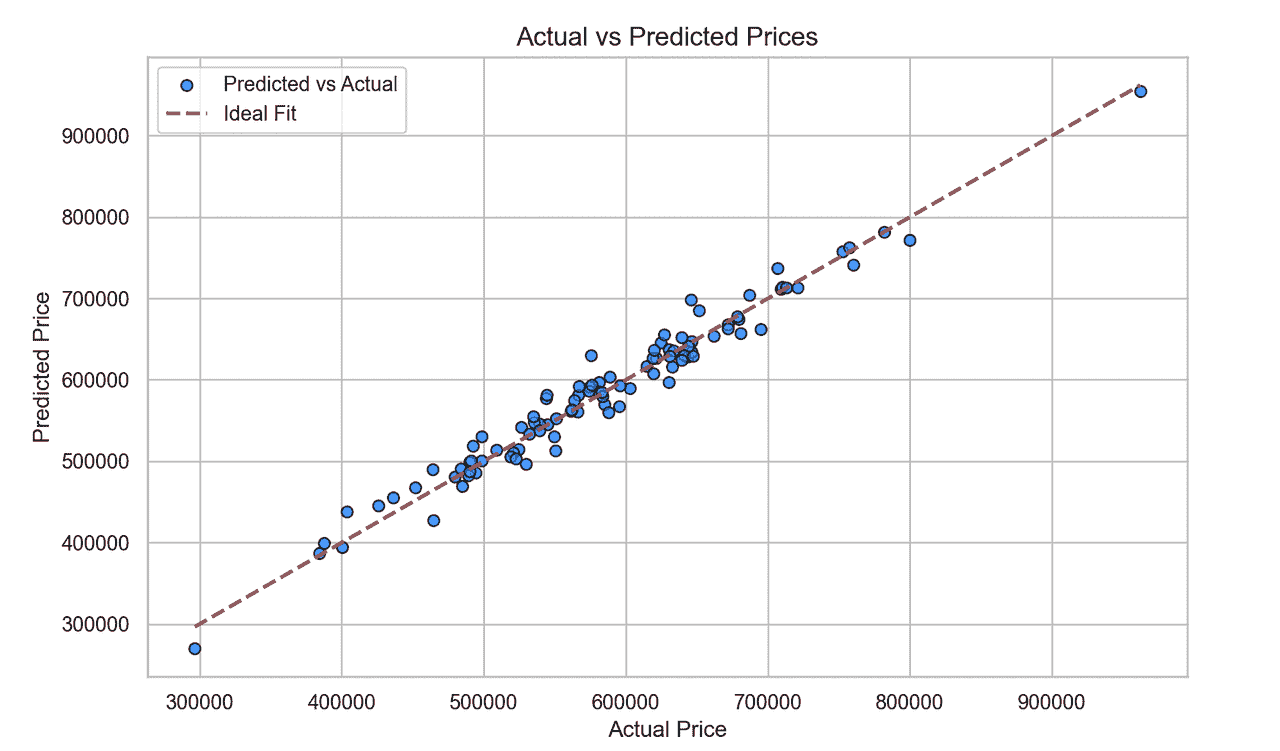 Actual vs Predicted Prices
Predicted vs Actual
Ideal Fit
900000
800000
700000
600000
500000
400000
300000
Predicted Price
300000 400000 500000 600000 700000 800000 900000
Actual Price